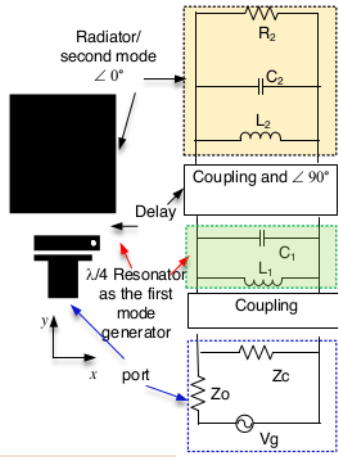 Radiator/
second mode
∠ 0°
Delay
λ/4 Resonator
as the first
mode
generator
y
x
port
R2
C2
L2
Coupling and ∠ 90°
C1
L1
Coupling
Zc
Zo
Vg